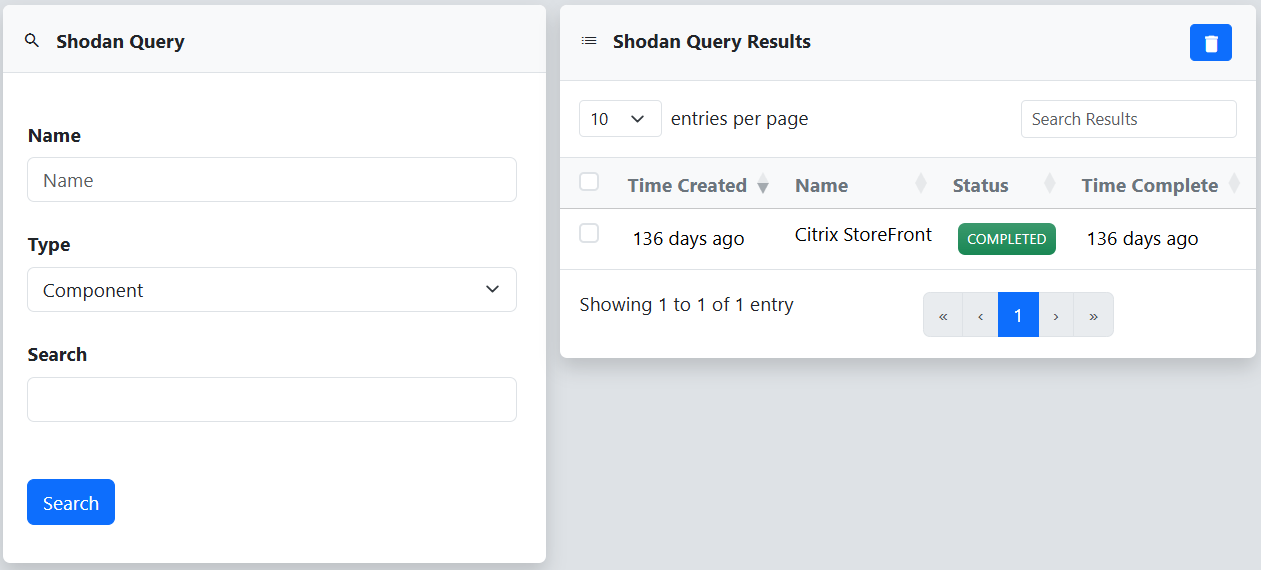 Shodan Query
Name
Name
Type
Component
Search
Search
Shodan Query Results
10 entries per page
Search Results
Time Created Name Status Time Complete
136 days ago Citrix StoreFront COMPLETED 136 days ago
Showing 1 to 1 of 1 entry
« ‹ 1 › »